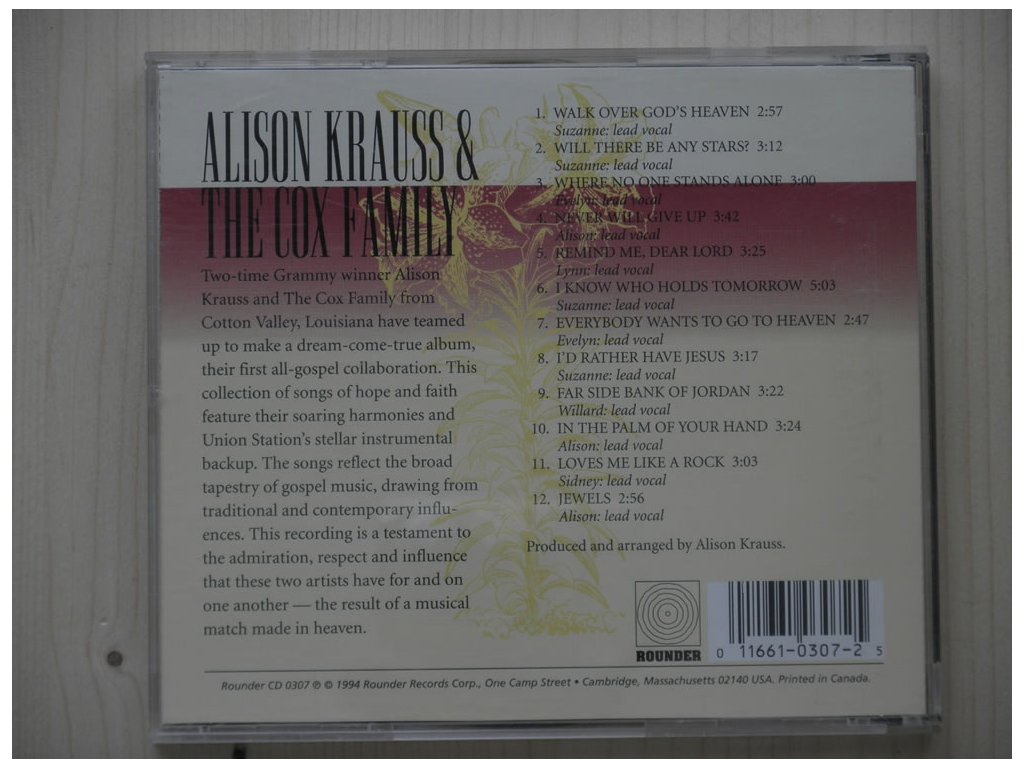 ALISON KRAUSS &
THE COX FAMILY
Two-time Grammy winner Alison
Krauss and The Cox Family from
Cotton Valley, Louisiana have teamed
up to make a dream-come-true album,
their first all-gospel collaboration. This
collection of songs of hope and faith
feature their soaring harmonies and
Union Station's stellar instrumental
backup. The songs reflect the broad
tapestry of gospel music, drawing from
traditional and contemporary influ-
ences. This recording is a testament to
the admiration, respect and influence
that these two artists have for and on
one another — the result of a musical
match made in heaven.
1. WALK OVER GOD'S HEAVEN 2:57
Suzanne: lead vocal
2. WILL THERE BE ANY STARS? 3:12
Suzanne: lead vocal
3. WHERE NO ONE STANDS ALONE 3:00
Evelyn: lead vocal
4. NEVER WILL GIVE UP 3:42
Alison: lead vocal
5. REMIND ME, DEAR LORD 3:25
Lynn: lead vocal
6. I KNOW WHO HOLDS TOMORROW 5:03
Suzanne: lead vocal
7. EVERYBODY WANTS TO GO TO HEAVEN 2:47
Evelyn: lead vocal
8. I'D RATHER HAVE JESUS 3:17
Suzanne: lead vocal
9. FAR SIDE BANK OF JORDAN 3:22
Willard: lead vocal
10. IN THE PALM OF YOUR HAND 3:24
Alison: lead vocal
11. LOVES ME LIKE A ROCK 3:03
Sidney: lead vocal
12. JEWELS 2:56
Alison: lead vocal
Produced and arranged by Alison Krauss.
ROUNDER
0 11661-0307-2 5
Rounder CD 0307 ℗ © 1994 Rounder Records Corp., One Camp Street • Cambridge, Massachusetts 02140 USA. Printed in Canada.